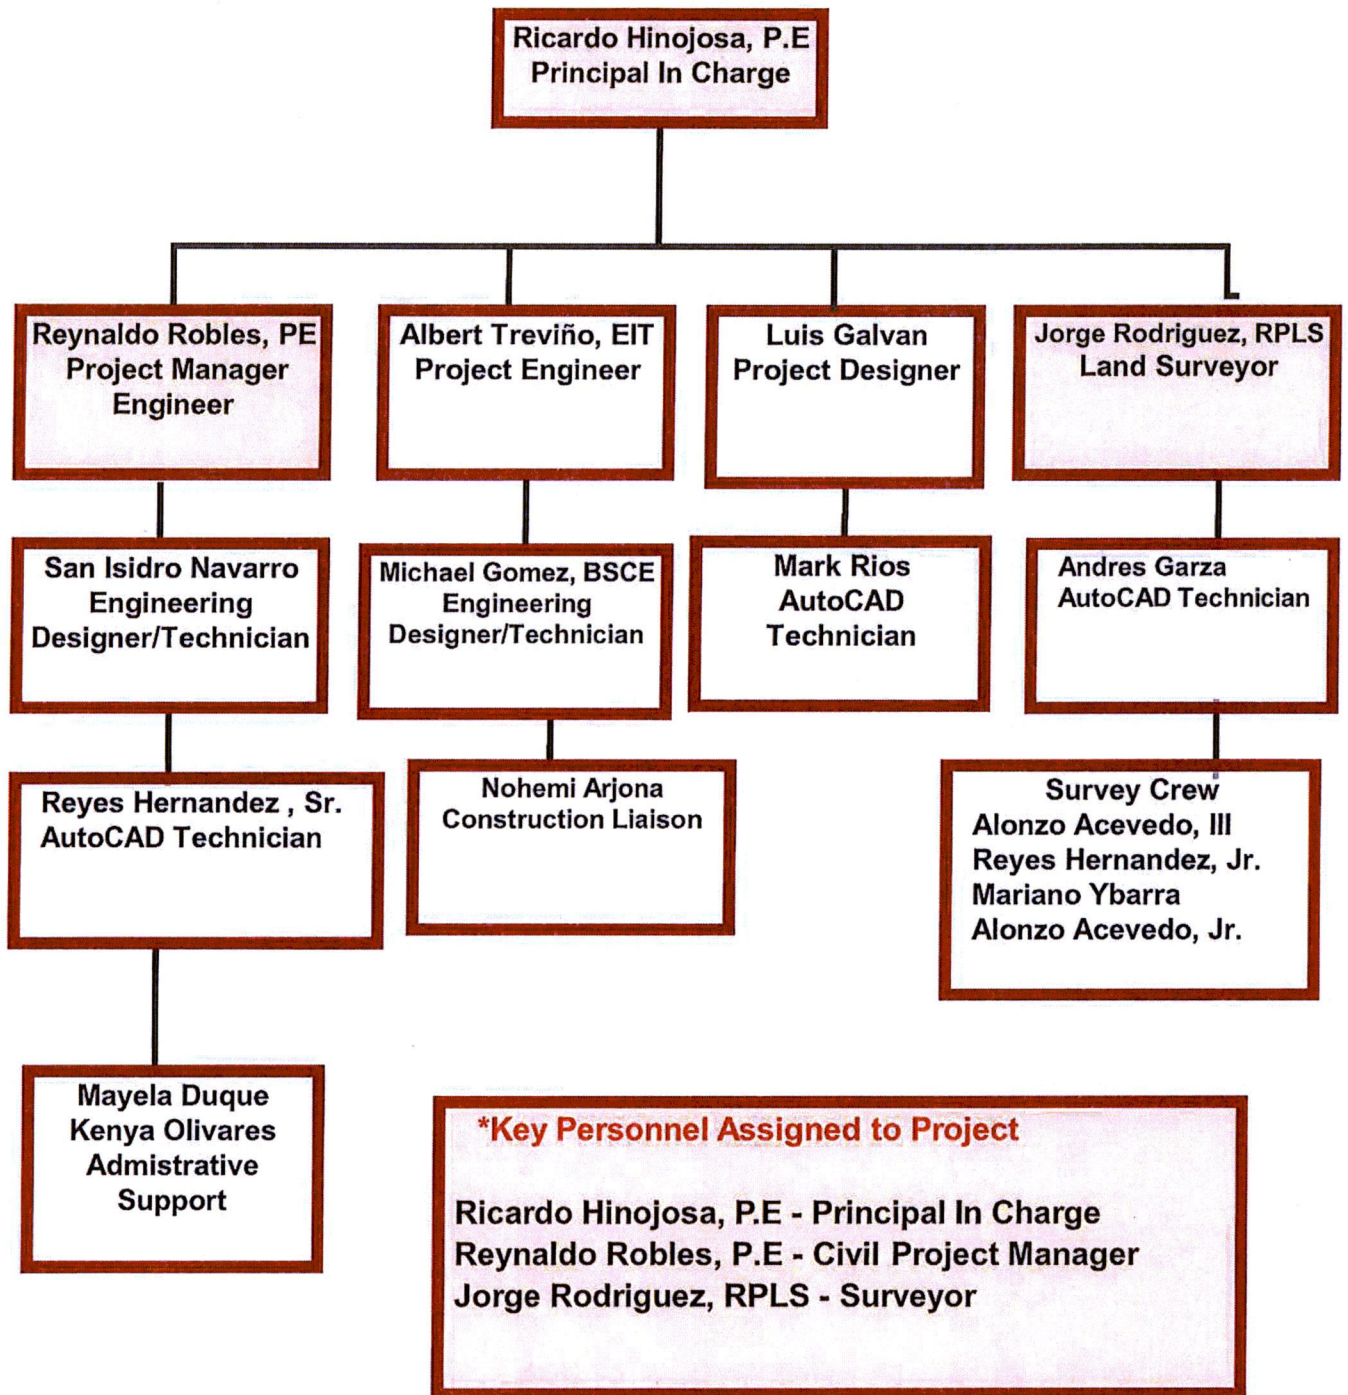 Ricardo Hinojosa, P.E
Principal In Charge
Reynaldo Robles, PE
Project Manager
Engineer
Albert Treviño, EIT
Project Engineer
Luis Galvan
Project Designer
Jorge Rodriguez, RPLS
Land Surveyor
San Isidro Navarro
Engineering
Designer/Technician
Michael Gomez, BSCE
Engineering
Designer/Technician
Mark Rios
AutoCAD
Technician
Andres Garza
AutoCAD Technician
Reyes Hernandez , Sr.
AutoCAD Technician
Nohemi Arjona
Construction Liaison
Survey Crew
Alonzo Acevedo, III
Reyes Hernandez, Jr.
Mariano Ybarra
Alonzo Acevedo, Jr.
Mayela Duque
Kenya Olivares
Admistrative
Support
*Key Personnel Assigned to Project
Ricardo Hinojosa, P.E - Principal In Charge
Reynaldo Robles, P.E - Civil Project Manager
Jorge Rodriguez, RPLS - Surveyor